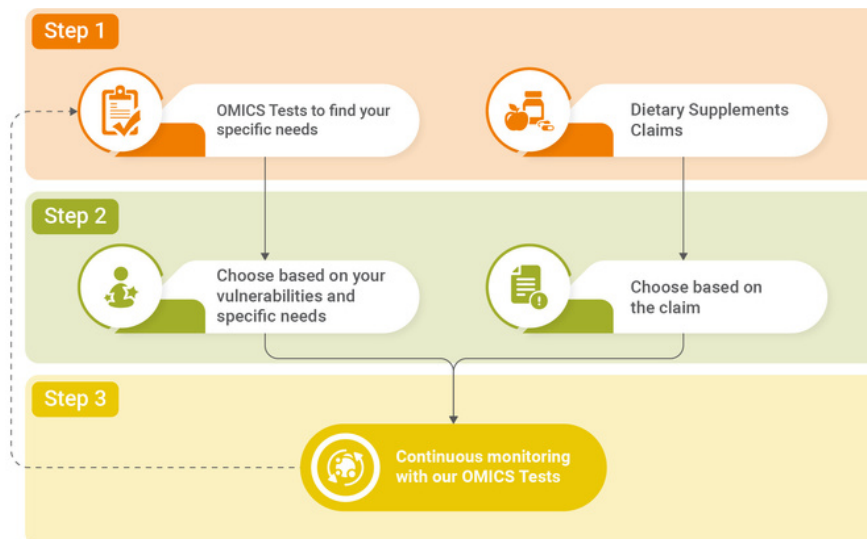 Step 1
OMICS Tests to find your
specific needs
Dietary Supplements
Claims
Step 2
Choose based on your
vulnerabilities and
specific needs
Choose based on
the claim
Step 3
Continuous monitoring
with our OMICS Tests